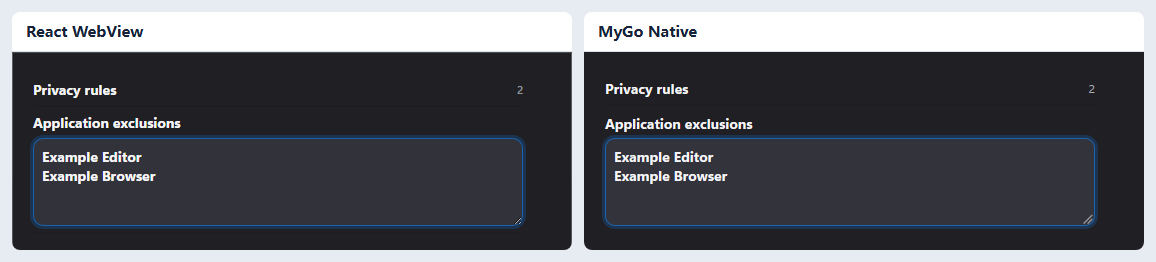 React WebView
Privacy rules 2
Application exclusions
Example Editor
Example Browser
MyGo Native
Privacy rules 2
Application exclusions
Example Editor
Example Browser